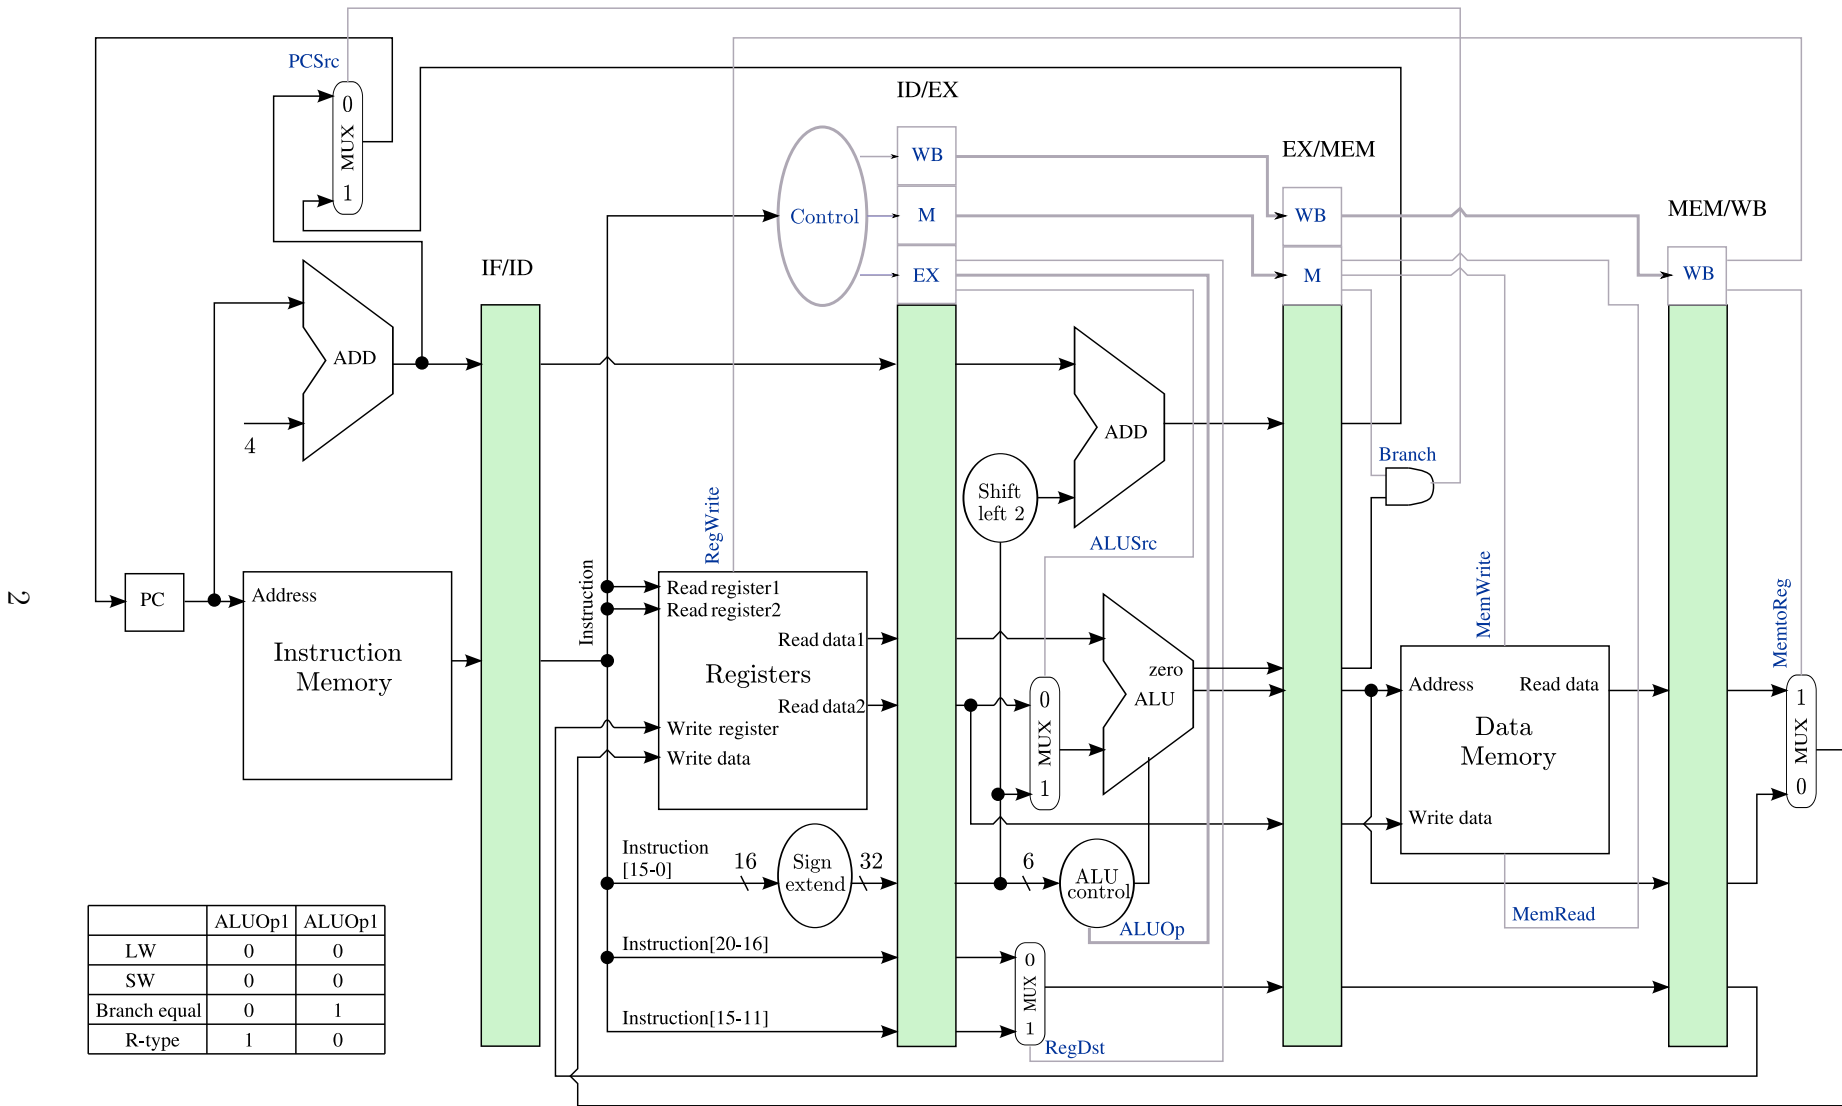 PCSrc
0
MUX
1
ID/EX
WB
M
EX
Control
EX/MEM
WB
M
MEM/WB
WB
IF/ID
ADD
4
ADD
Shift
left 2
Branch
RegWrite
ALUSrc
MemWrite
MemtoReg
2
PC
Address
Instruction
Memory
Instruction
Read register1
Read register2
Read data1
Registers
Read data2
Write register
Write data
0
MUX
1
zero
ALU
Address
Read data
Data
Memory
Write data
1
MUX
0
Instruction
[15-0]
16
Sign
extend
32
6
ALU
control
ALUOp
MemRead
Instruction[20-16]
0
MUX
1
Instruction[15-11]
RegDst
ALUOp1 ALUOp1
LW 0 0
SW 0 0
Branch equal 0 1
R-type 1 0